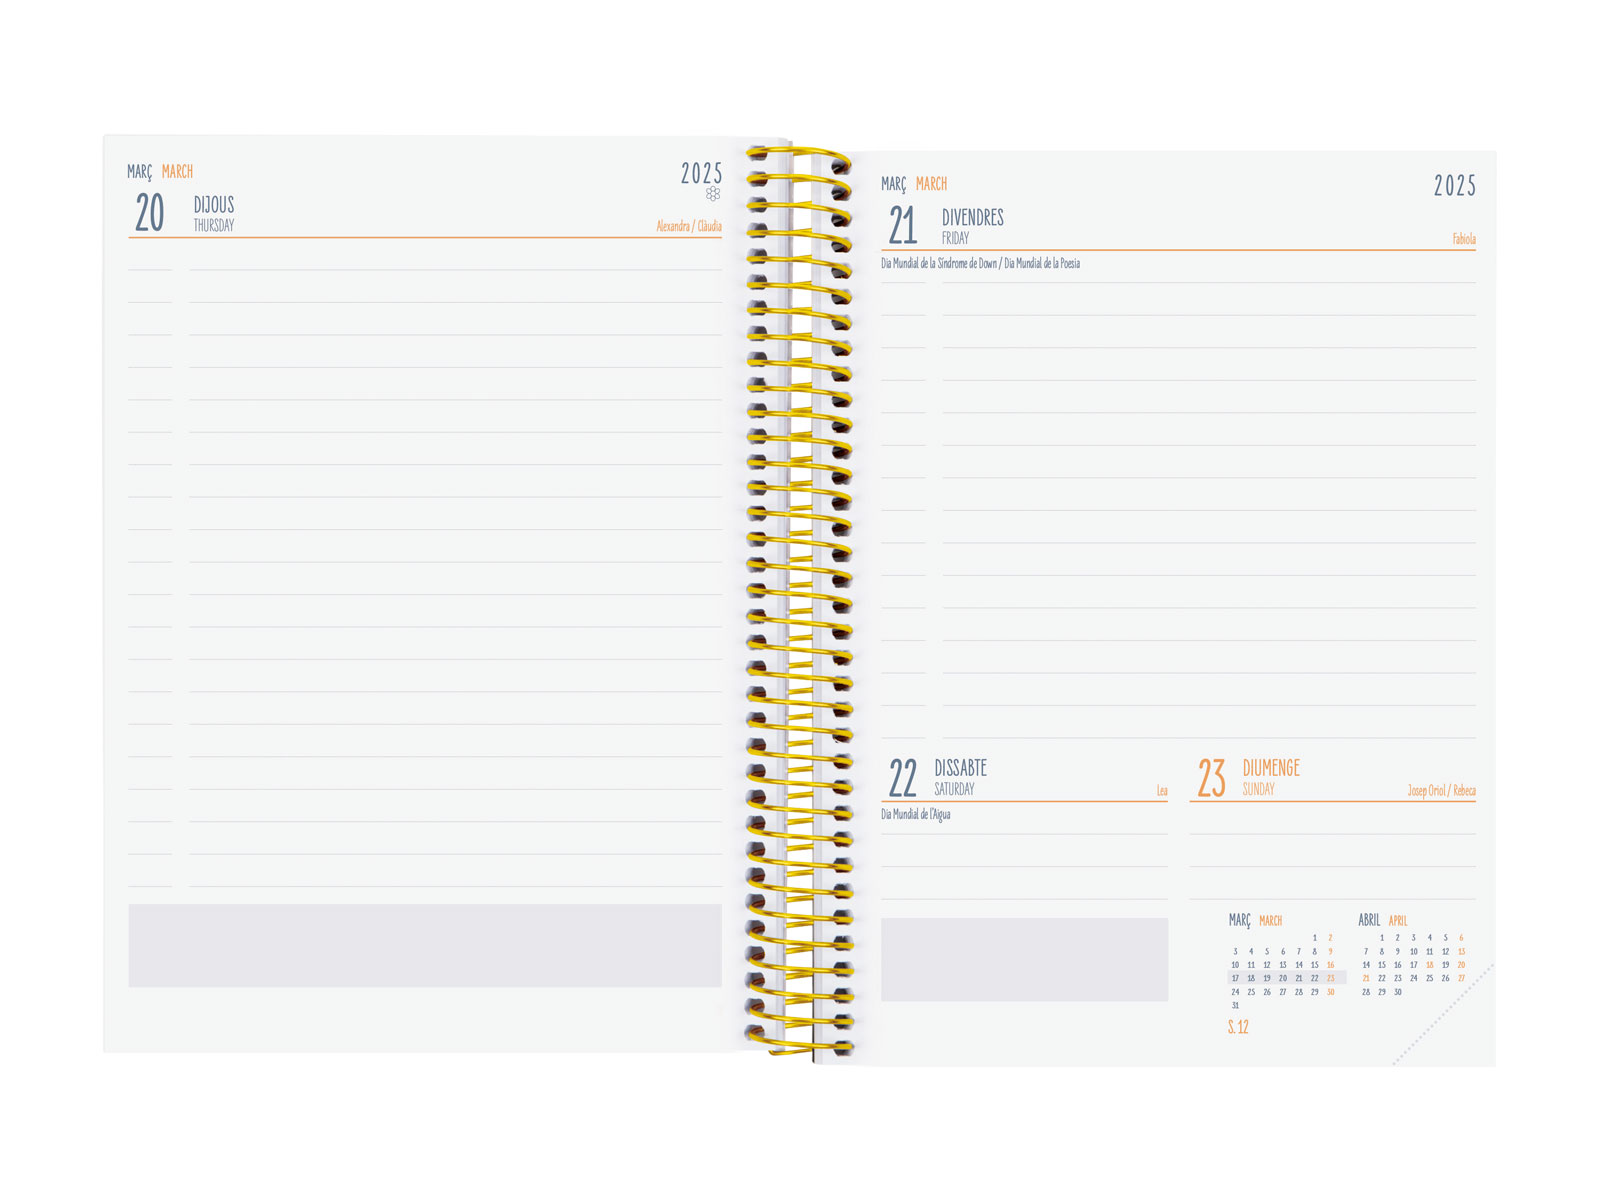 MARÇ MARCH
2025
20 DIJOUS
THURSDAY
Alexandra / Clàudia
MARÇ MARCH
2025
21 DIVENDRES
FRIDAY
Fabiola
Dia Mundial de la Síndrome de Down / Dia Mundial de la Poesia
22 DISSABTE
SATURDAY
Lea
Dia Mundial de l'Aigua
23 DIUMENGE
SUNDAY
Josep Oriol / Rebeca
MARÇ MARCH
1 2
3 4 5 6 7 8 9
10 11 12 13 14 15 16
17 18 19 20 21 22 23
24 25 26 27 28 29 30
31
S. 12
ABRIL APRIL
1 2 3 4 5 6
7 8 9 10 11 12 13
14 15 16 17 18 19 20
21 22 23 24 25 26 27
28 29 30